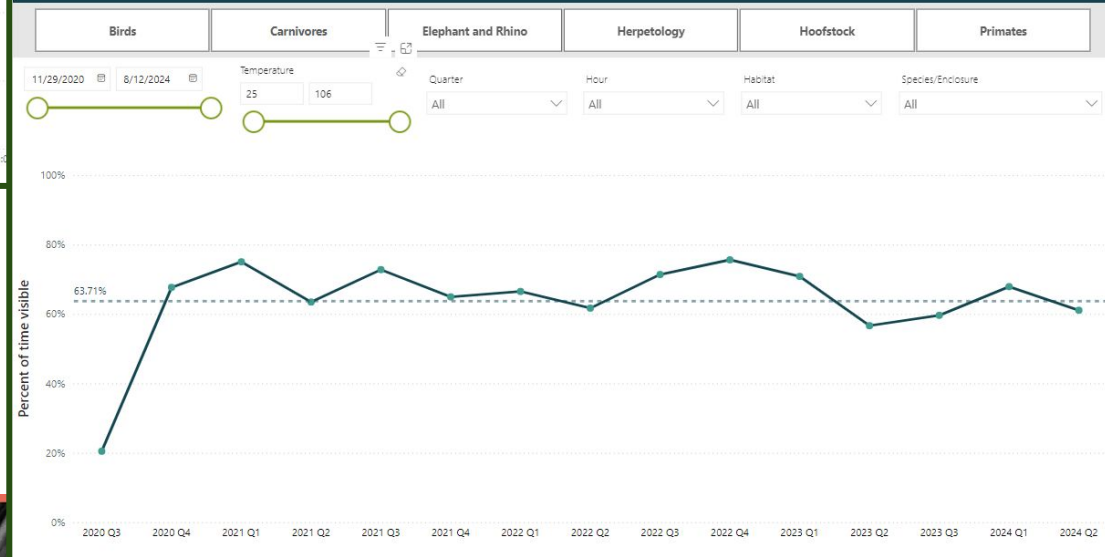 Birds Carnivores Elephant and Rhino Herpetology Hoofstock Primates
11/29/2020 8/12/2024
Temperature
25 106
Quarter
All
Hour
All
Habitat
All
Species/Enclosure
All
Percent of time visible
100%
80%
63.71%
60%
40%
20%
0%
2020 Q3 2020 Q4 2021 Q1 2021 Q2 2021 Q3 2021 Q4 2022 Q1 2022 Q2 2022 Q3 2022 Q4 2023 Q1 2023 Q2 2023 Q3 2024 Q1 2024 Q2